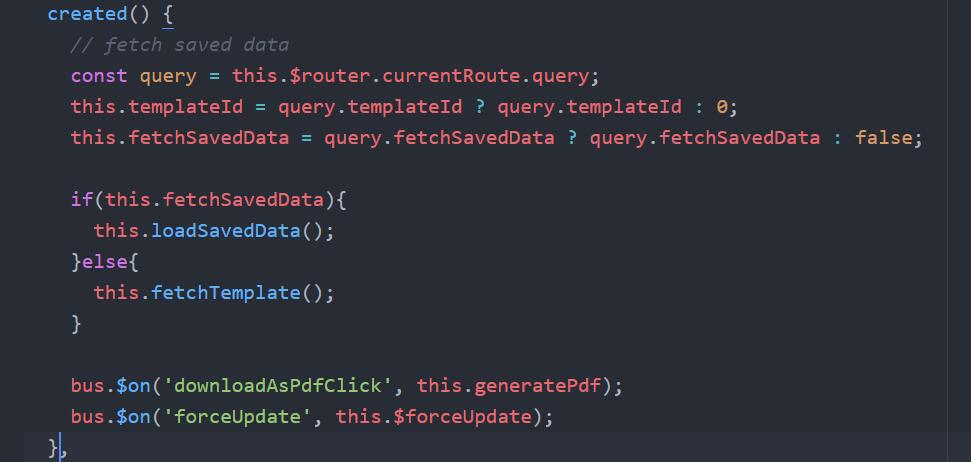 created() {
// fetch saved data
const query = this.$router.currentRoute.query;
this.templateId = query.templateId ? query.templateId : 0;
this.fetchSavedData = query.fetchSavedData ? query.fetchSavedData : false;
if(this.fetchSavedData){
this.loadSavedData();
}else{
this.fetchTemplate();
}
bus.$on('downloadAsPdfClick', this.generatePdf);
bus.$on('forceUpdate', this.$forceUpdate);
},